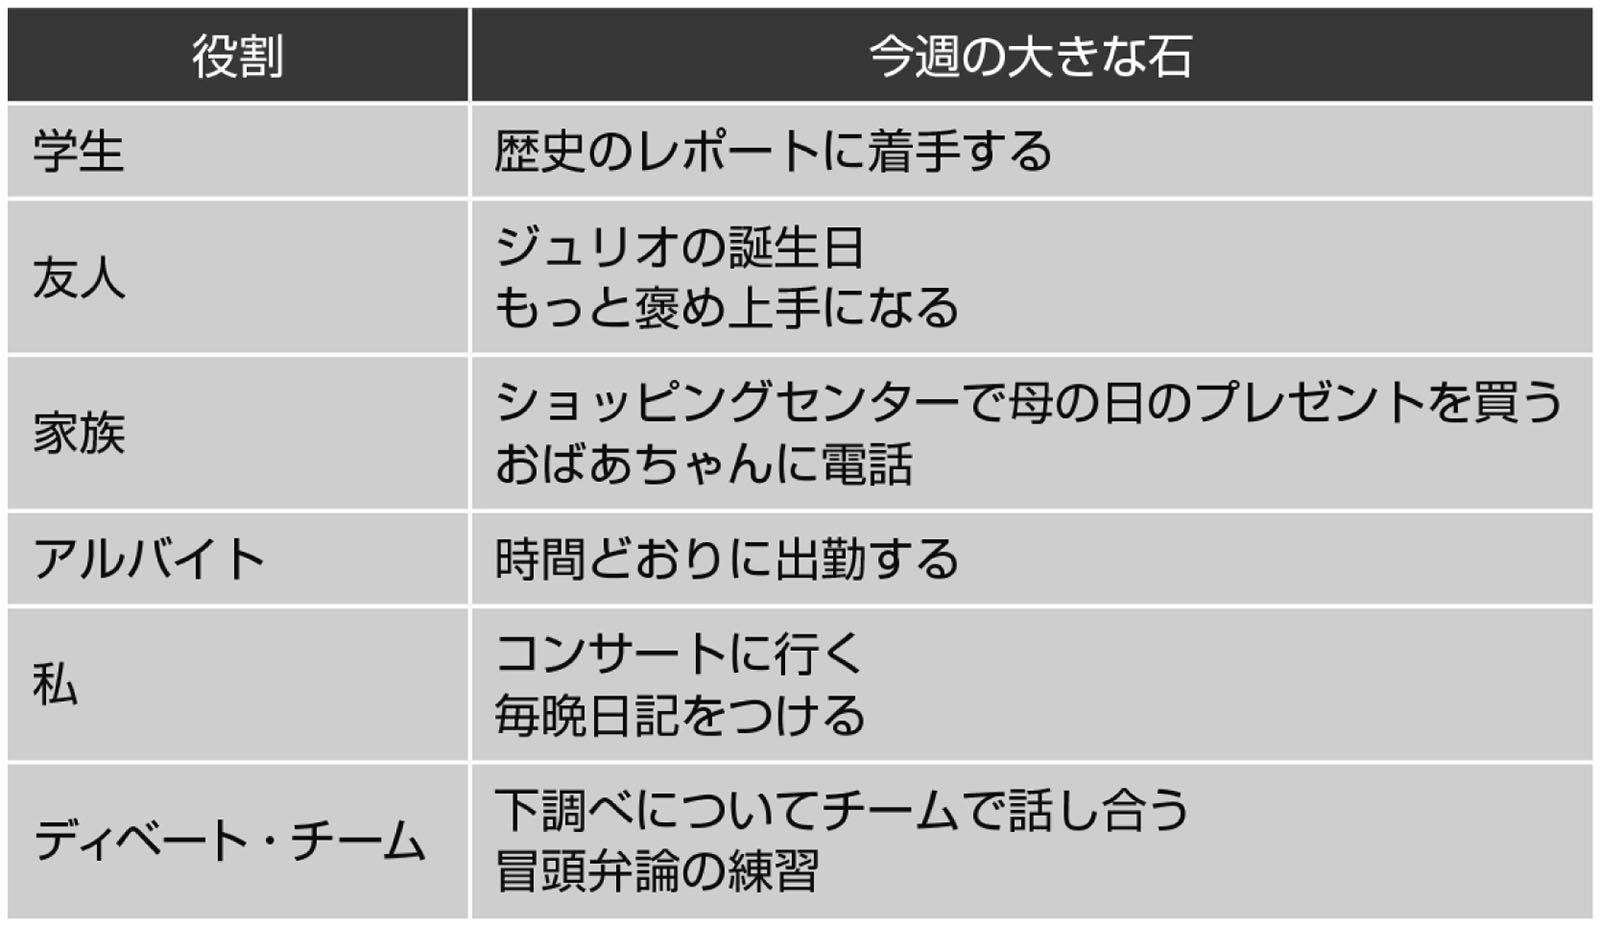 役割
今週の大きな石
学生
歴史のレポートに着手する
友人
ジュリオの誕生日
もっと褒め上手になる
家族
ショッピングセンターで母の日のプレゼントを買う
おばあちゃんに電話
アルバイト
時間どおりに出勤する
私
コンサートに行く
毎晩日記をつける
ディベート・チーム
下調べについてチームで話し合う
冒頭弁論の練習